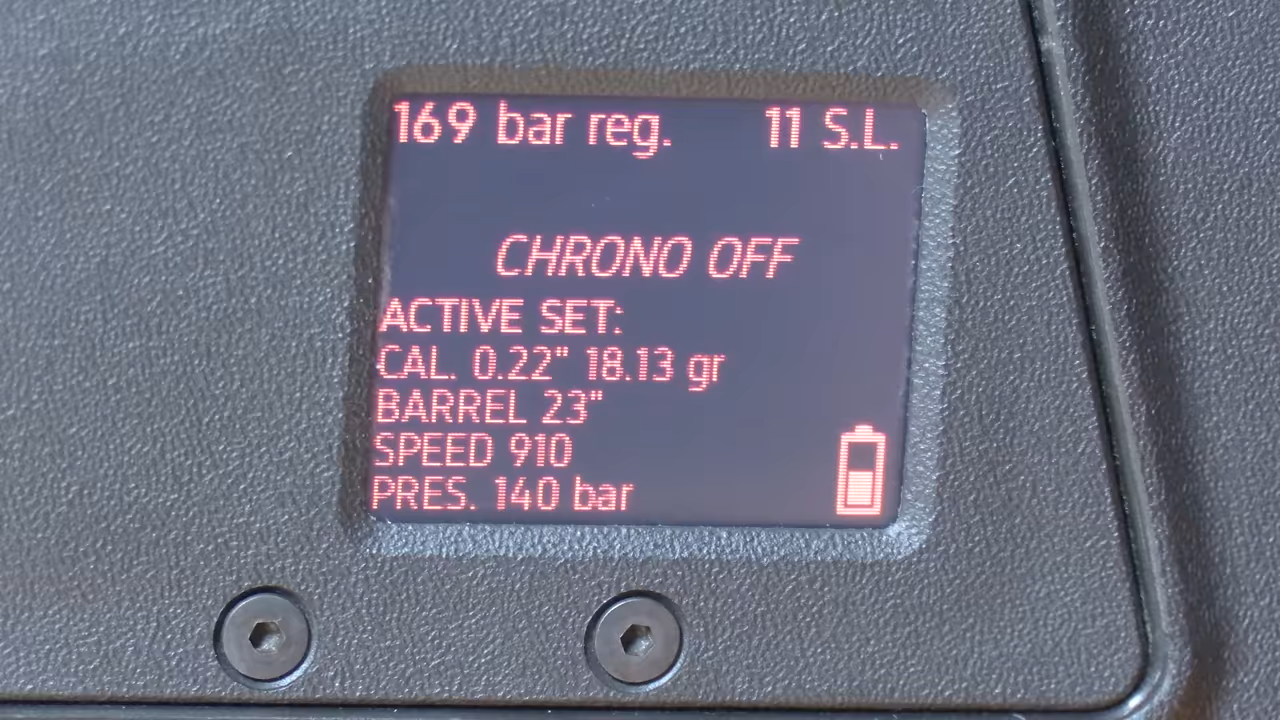 169 bar reg. 11 S.L.
CHRONO OFF
ACTIVE SET:
CAL. 0.22" 18.13 gr
BARREL 23"
SPEED 910
PRES. 140 bar